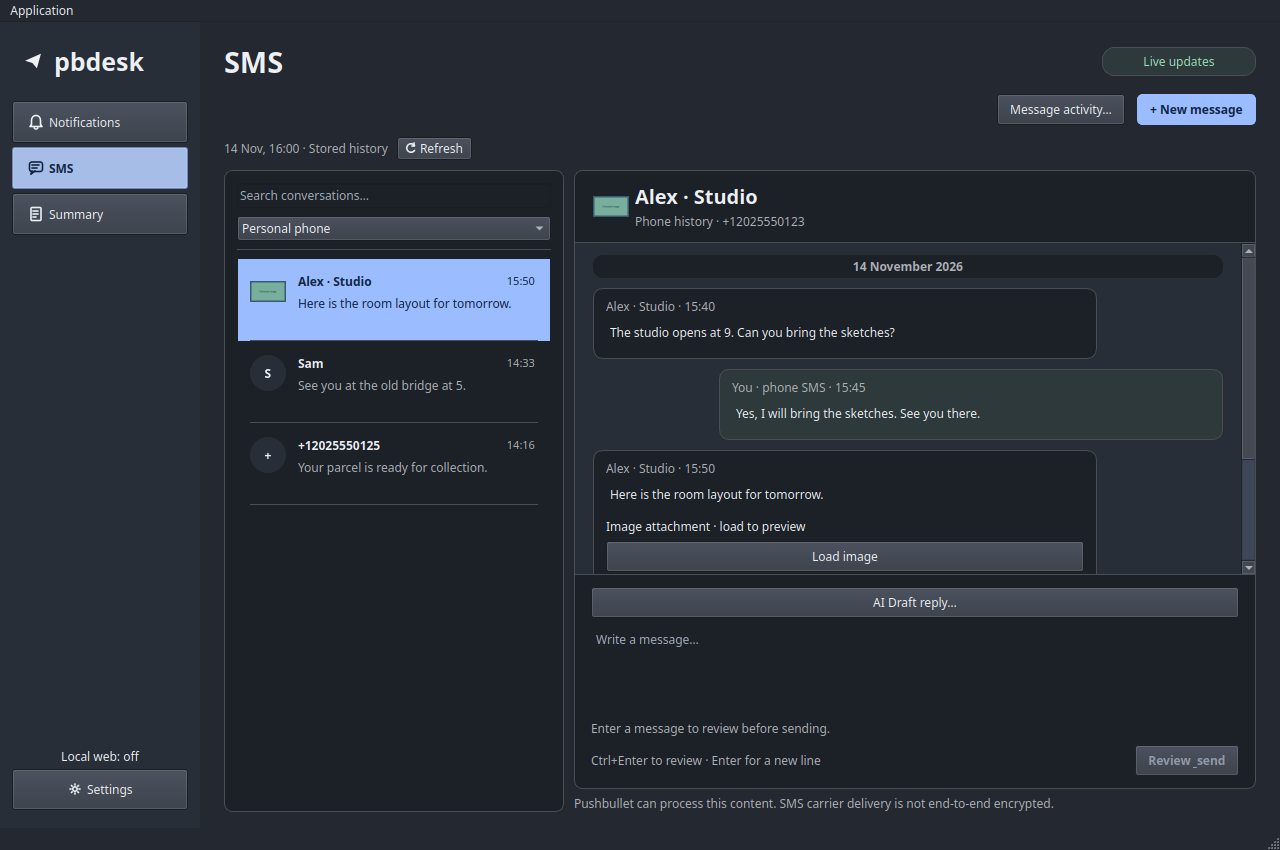 Application
pbdesk
Notifications
SMS
Summary
Local web: off
Settings
SMS
Live updates
Message activity...
+ New message
14 Nov, 16:00 · Stored history
Refresh
Search conversations...
Personal phone
Alex · Studio
15:50
Here is the room layout for tomorrow.
S
Sam
14:33
See you at the old bridge at 5.
+
+12025550125
14:16
Your parcel is ready for collection.
Alex · Studio
Phone history · +12025550123
14 November 2026
Alex · Studio · 15:40
The studio opens at 9. Can you bring the sketches?
You · phone SMS · 15:45
Yes, I will bring the sketches. See you there.
Alex · Studio · 15:50
Here is the room layout for tomorrow.
Image attachment · load to preview
Load image
AI Draft reply...
Write a message...
Enter a message to review before sending.
Ctrl+Enter to review · Enter for a new line
Review _send
Pushbullet can process this content. SMS carrier delivery is not end-to-end encrypted.